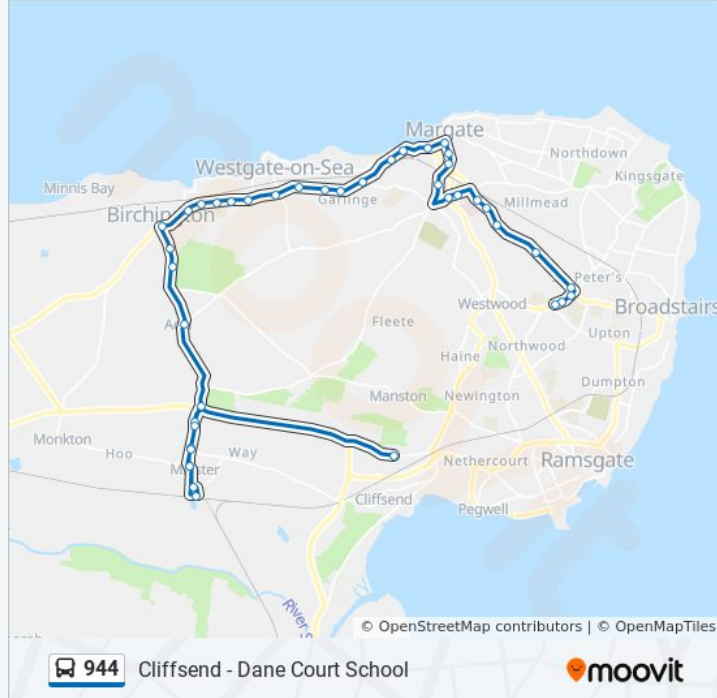 Margate
Northdown
Kingsgate
Westgate-on-Sea
Minnis Bay
Garlinge
Millmead
Birchington
Peter's
Westwood
Broadstairs
Fleete
Upton
Northwood
Haine
Dumpton
Manston
Newington
Monkton
Hoo
Way
Nethercourt
Ramsgate
Cliffsend
Pegwell
River
© OpenStreetMap contributors | © OpenMapTiles
944 Cliffsend - Dane Court School
moovit